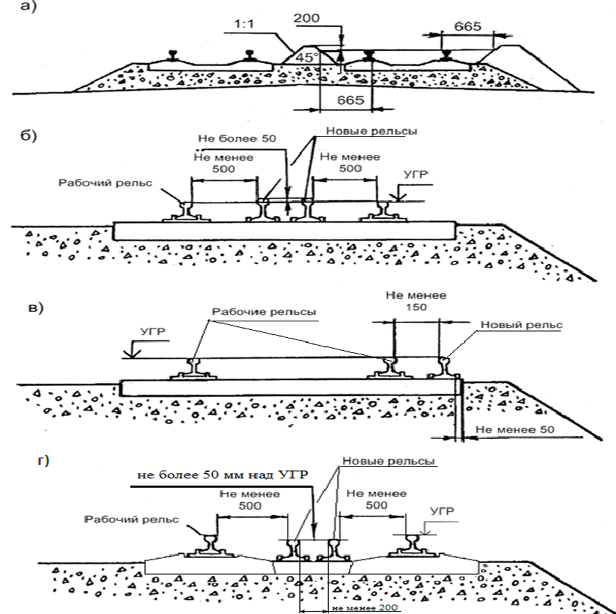 а)
1:1
200
665
45°
665
б)
Не более 50
Новые рельсы
Не менее
500
Не менее
500
Рабочий рельс
УГР
в)
Рабочие рельсы
Не менее
150
УГР
Новый рельс
Не менее 50
г)
не более 50 мм над УГР
Новые рельсы
Не менее
500
Не менее
500
Рабочий рельс
УГР
не менее 200